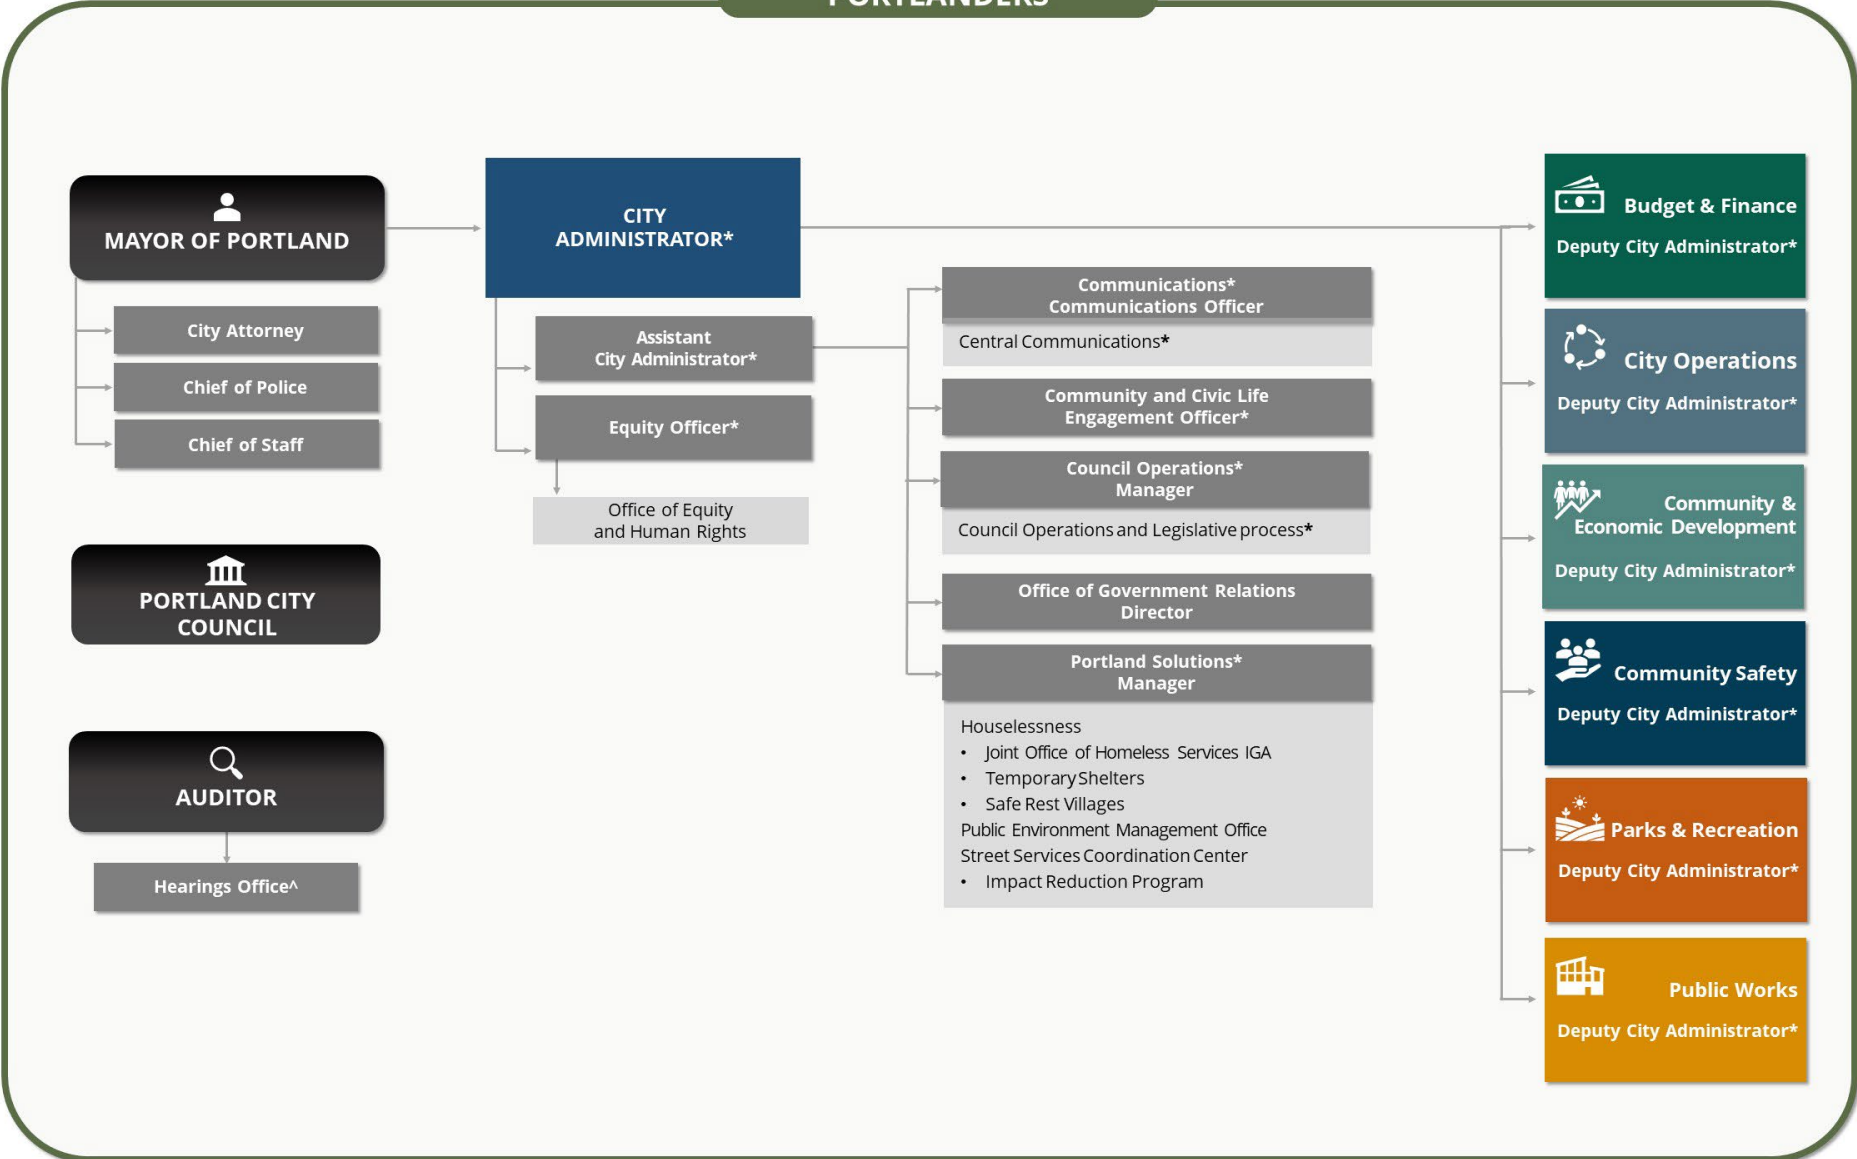 PORTLANDERS
MAYOR OF PORTLAND
City Attorney
Chief of Police
Chief of Staff
PORTLAND CITY
COUNCIL
AUDITOR
Hearings Office^
CITY
ADMINISTRATOR*
Assistant
City Administrator*
Equity Officer*
Office of Equity
and Human Rights
Communications*
Communications Officer
Central Communications*
Community and Civic Life
Engagement Officer*
Council Operations*
Manager
Council Operations and Legislative process*
Office of Government Relations
Director
Portland Solutions*
Manager
Houselessness
• Joint Office of Homeless Services IGA
• Temporary Shelters
• Safe Rest Villages
Public Environment Management Office
Street Services Coordination Center
• Impact Reduction Program
Budget & Finance
Deputy City Administrator*
City Operations
Deputy City Administrator*
Community &
Economic Development
Deputy City Administrator*
Community Safety
Deputy City Administrator*
Parks & Recreation
Deputy City Administrator*
Public Works
Deputy City Administrator*